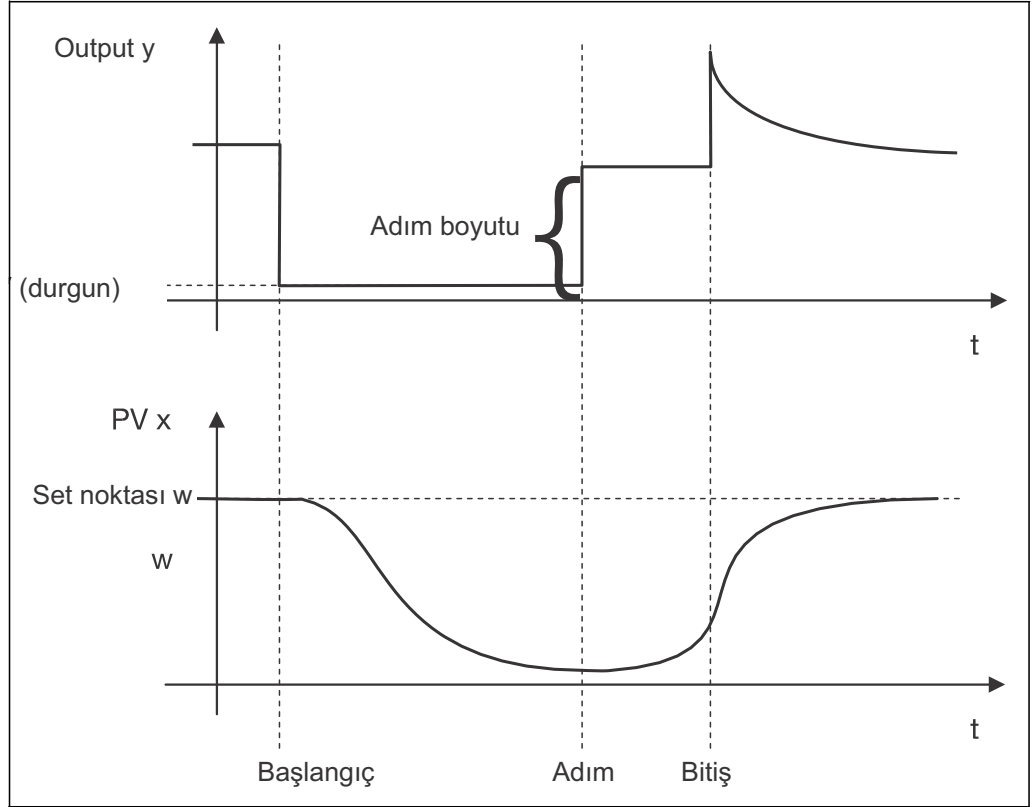 Output y
Adım boyutu
(durgun)
t
PV x
Set noktası w
w
t
Başlangıç Adım Bitiş